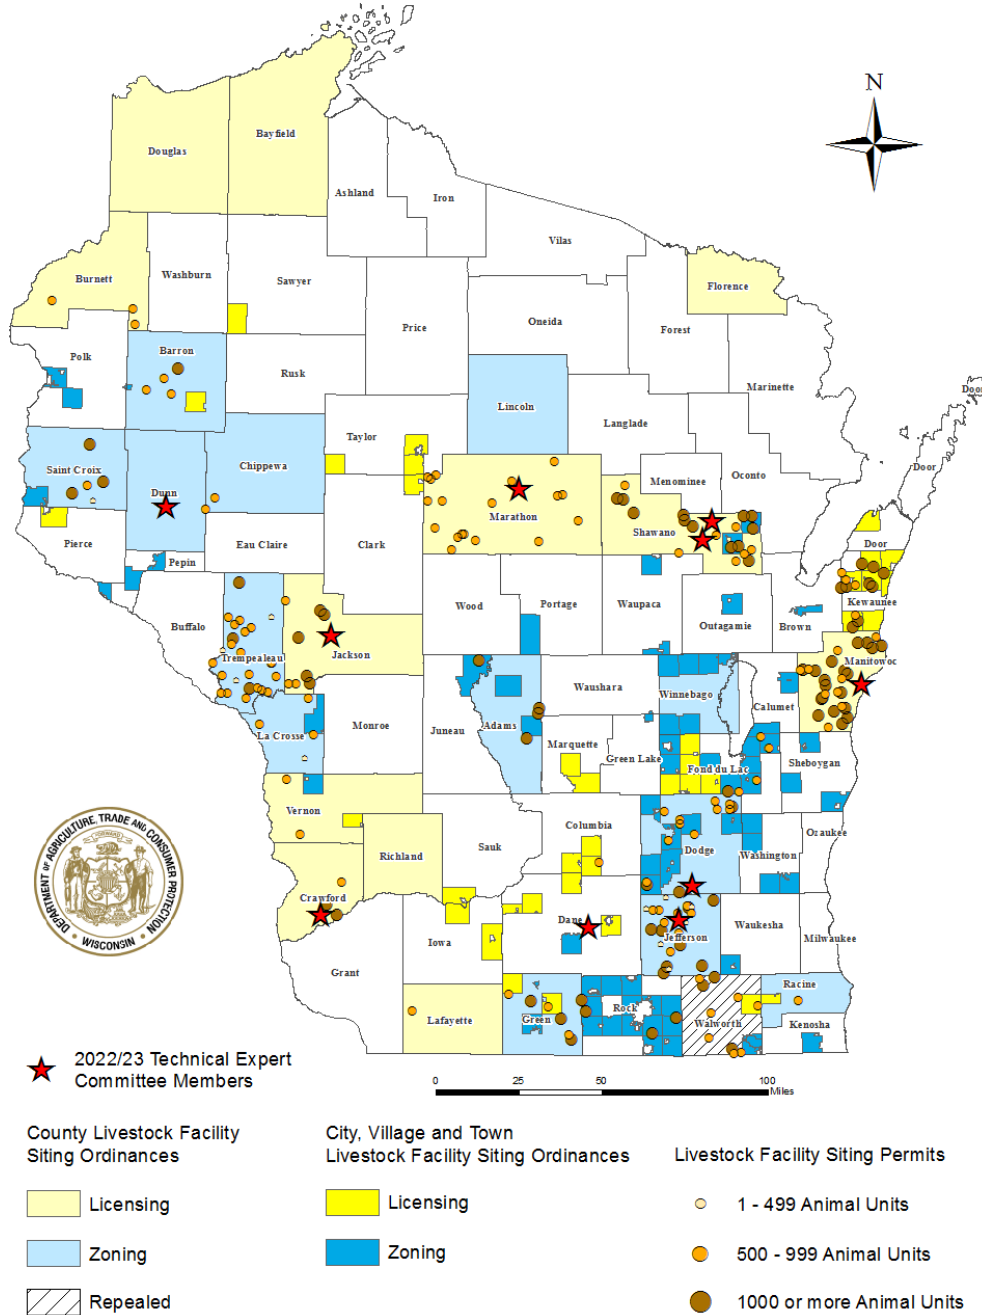 N
Bayfield
Douglas
Ashland
Iron
Vilas
Washburn
Sawyer
Burnett
Florence
Price
Oneida
Forest
Polk
Barron
Rusk
Marinette
Door
Lincoln
Langlade
Taylor
Chippewa
Saint Croix
Dunn
Menominee
Oconto
Door
Marathon
Shawano
Pierce
Eau Claire
Clark
Door
Pepin
Wood
Portage
Waupaca
Outagamie
Brown
Kewaunee
Buffalo
Trempealeau
Jackson
Manitowoc
Waushara
Winnebago
Calumet
La Crosse
Monroe
Juneau
Adams
Marquette
Green Lake
Fond du Lac
Sheboygan
Vernon
Richland
Sauk
Columbia
Dodge
Washington
Ozaukee
Crawford
Iowa
Dane
Jefferson
Waukesha
Milwaukee
Grant
Lafayette
Green
Rock
Walworth
Racine
Kenosha
DEPARTMENT of AGRICULTURE, TRADE AND CONSUMER PROTECTION
FORWARD
WISCONSIN
0 25 50 100
Miles
2022/23 Technical Expert
Committee Members
County Livestock Facility
Siting Ordinances
Licensing
Zoning
Repealed
City, Village and Town
Livestock Facility Siting Ordinances
Licensing
Zoning
Livestock Facility Siting Permits
1 - 499 Animal Units
500 - 999 Animal Units
1000 or more Animal Units